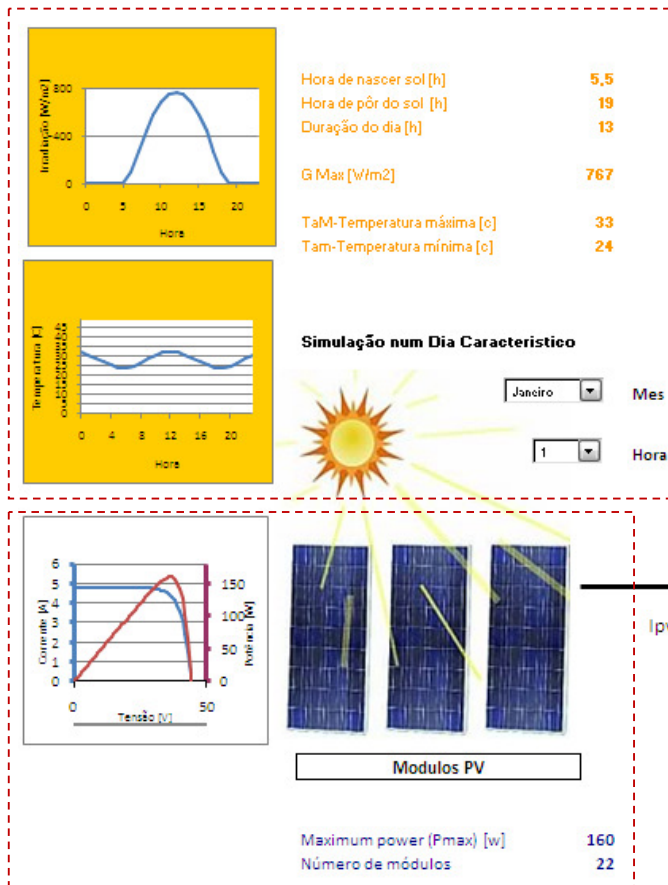 Irradiação [W/m2]
800
400
0
0 5 10 15 20
Hora
Hora de nascer sol [h] 5,5
Hora de pôr do sol [h] 19
Duração do dia [h] 13
G Max [W/m2] 767
TaM-Temperatura máxima [c] 33
Tam-Temperatura mínima [c] 24
Temperatura [C]
0 6 12 18 20
Hora
Simulação num Dia Caracteristico
Janeiro Mes
1 Hora
Corrente [A]
6
5
4
3
2
1
0
Potência [W]
150
100
50
0
0 50
Tensão [V]
Modulos PV
Maximum power (Pmax) [w] 160
Número de módulos 22